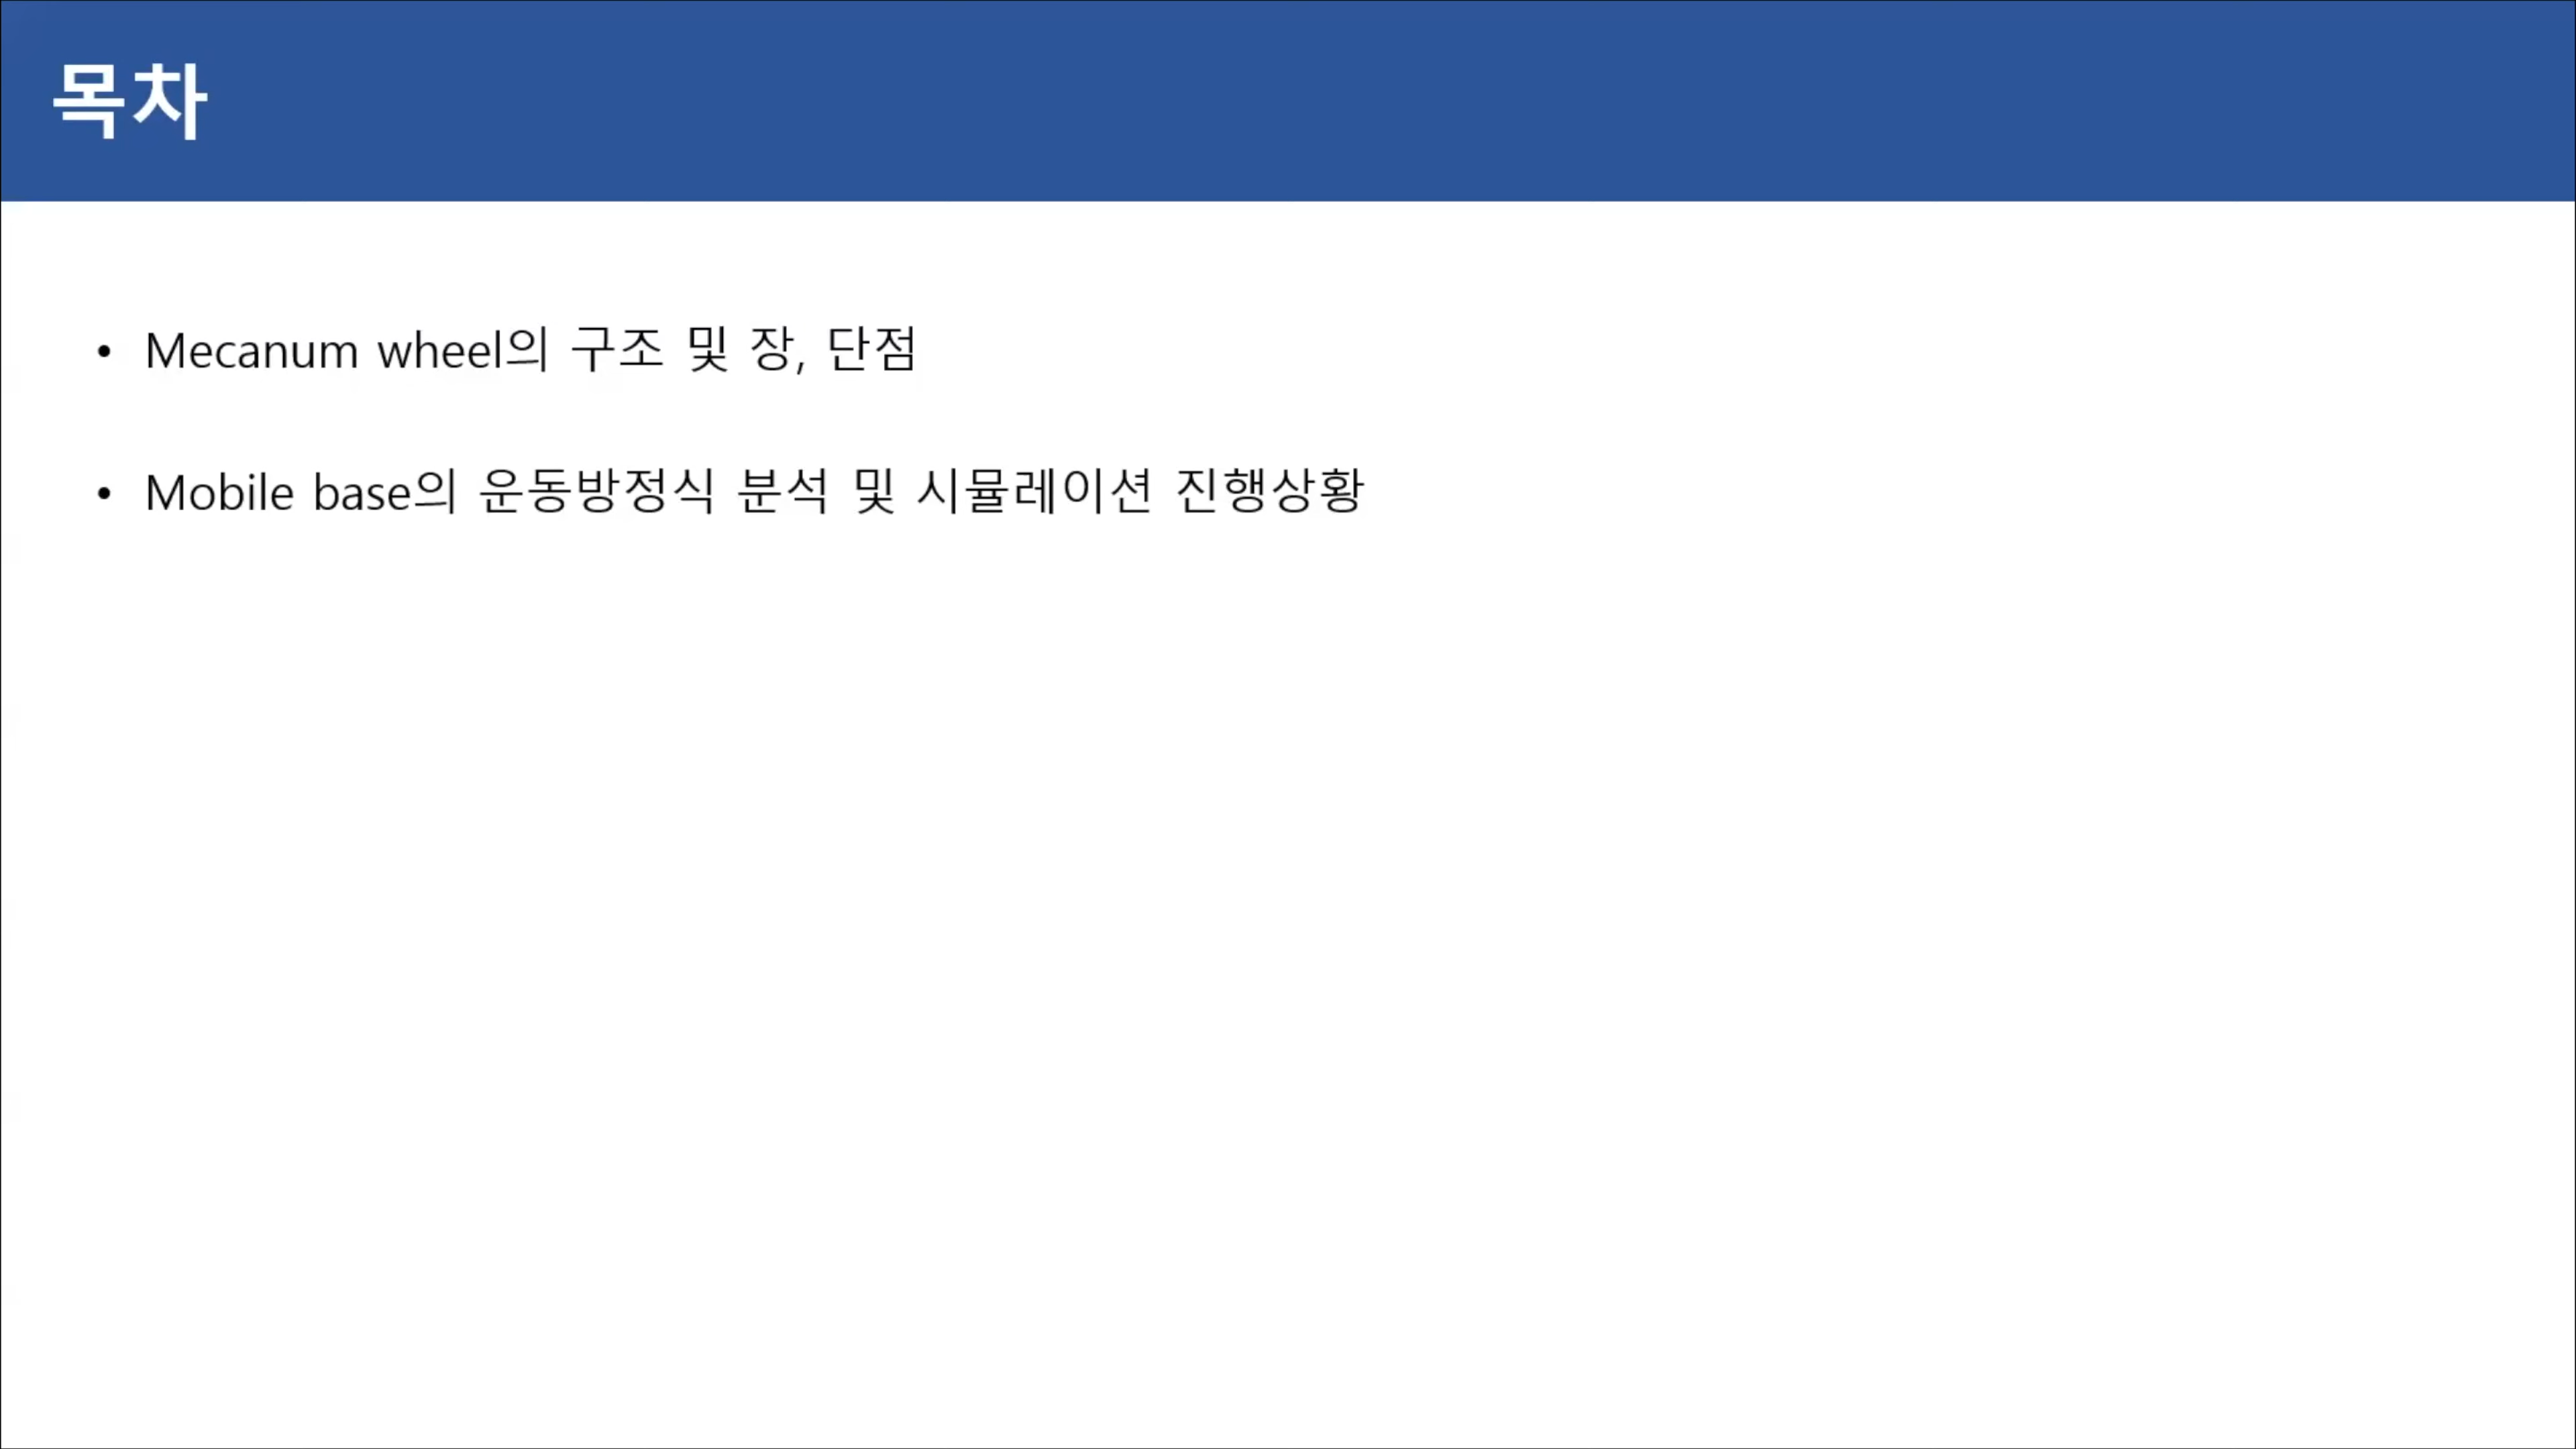 목차
• Mecanum wheel의 구조 및 장, 단점
• Mobile base의 운동방정식 분석 및 시뮬레이션 진행상황